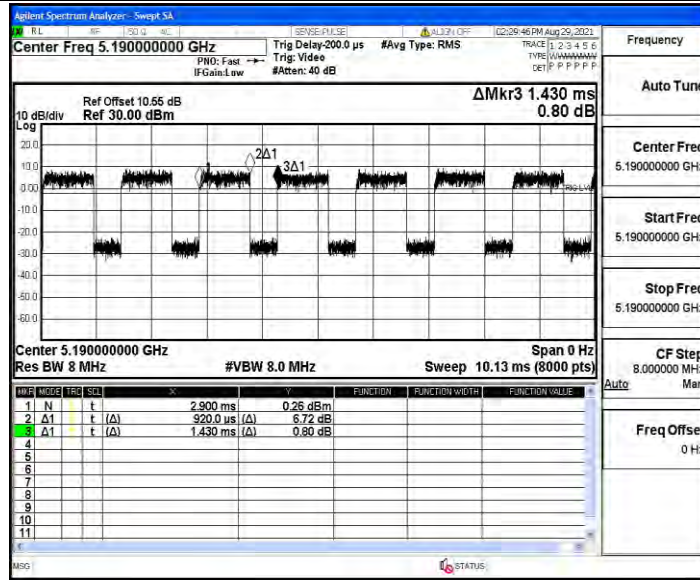 Agilent Spectrum Analyzer - Swept SA
RL RF 50 Ω AC SENSE:PULSE ALIGN OFF 02:29:46 PM Aug 29, 2021
Center Freq 5.190000000 GHz
PNO: Fast
IFGain:Low
Trig Delay-200.0 µs
Trig: Video
#Atten: 40 dB
#Avg Type: RMS
TRACE 1 2 3 4 5 6
TYPE WWWWWW
DET P P P P P P
Ref Offset 10.55 dB
10 dB/div Ref 30.00 dBm
ΔMkr3 1.430 ms
0.80 dB
Log
20.0
10.0
0.00
-10.0
-20.0
-30.0
-40.0
-50.0
-60.0
1
2Δ1
3Δ1
TRIG LVL
Center 5.190000000 GHz Span 0 Hz
Res BW 8 MHz #VBW 8.0 MHz Sweep 10.13 ms (8000 pts)
MKR MODE TRC SCL X Y FUNCTION FUNCTION WIDTH FUNCTION VALUE
1 N t 2.900 ms 0.26 dBm
2 Δ1 t (Δ) 920.0 µs (Δ) 6.72 dB
3 Δ1 t (Δ) 1.430 ms (Δ) 0.80 dB
4
5
6
7
8
9
10
11
MSG STATUS
Frequency
Auto Tune
Center Freq
5.190000000 GHz
Start Freq
5.190000000 GHz
Stop Freq
5.190000000 GHz
CF Step
8.000000 MHz
Auto Man
Freq Offset
0 Hz